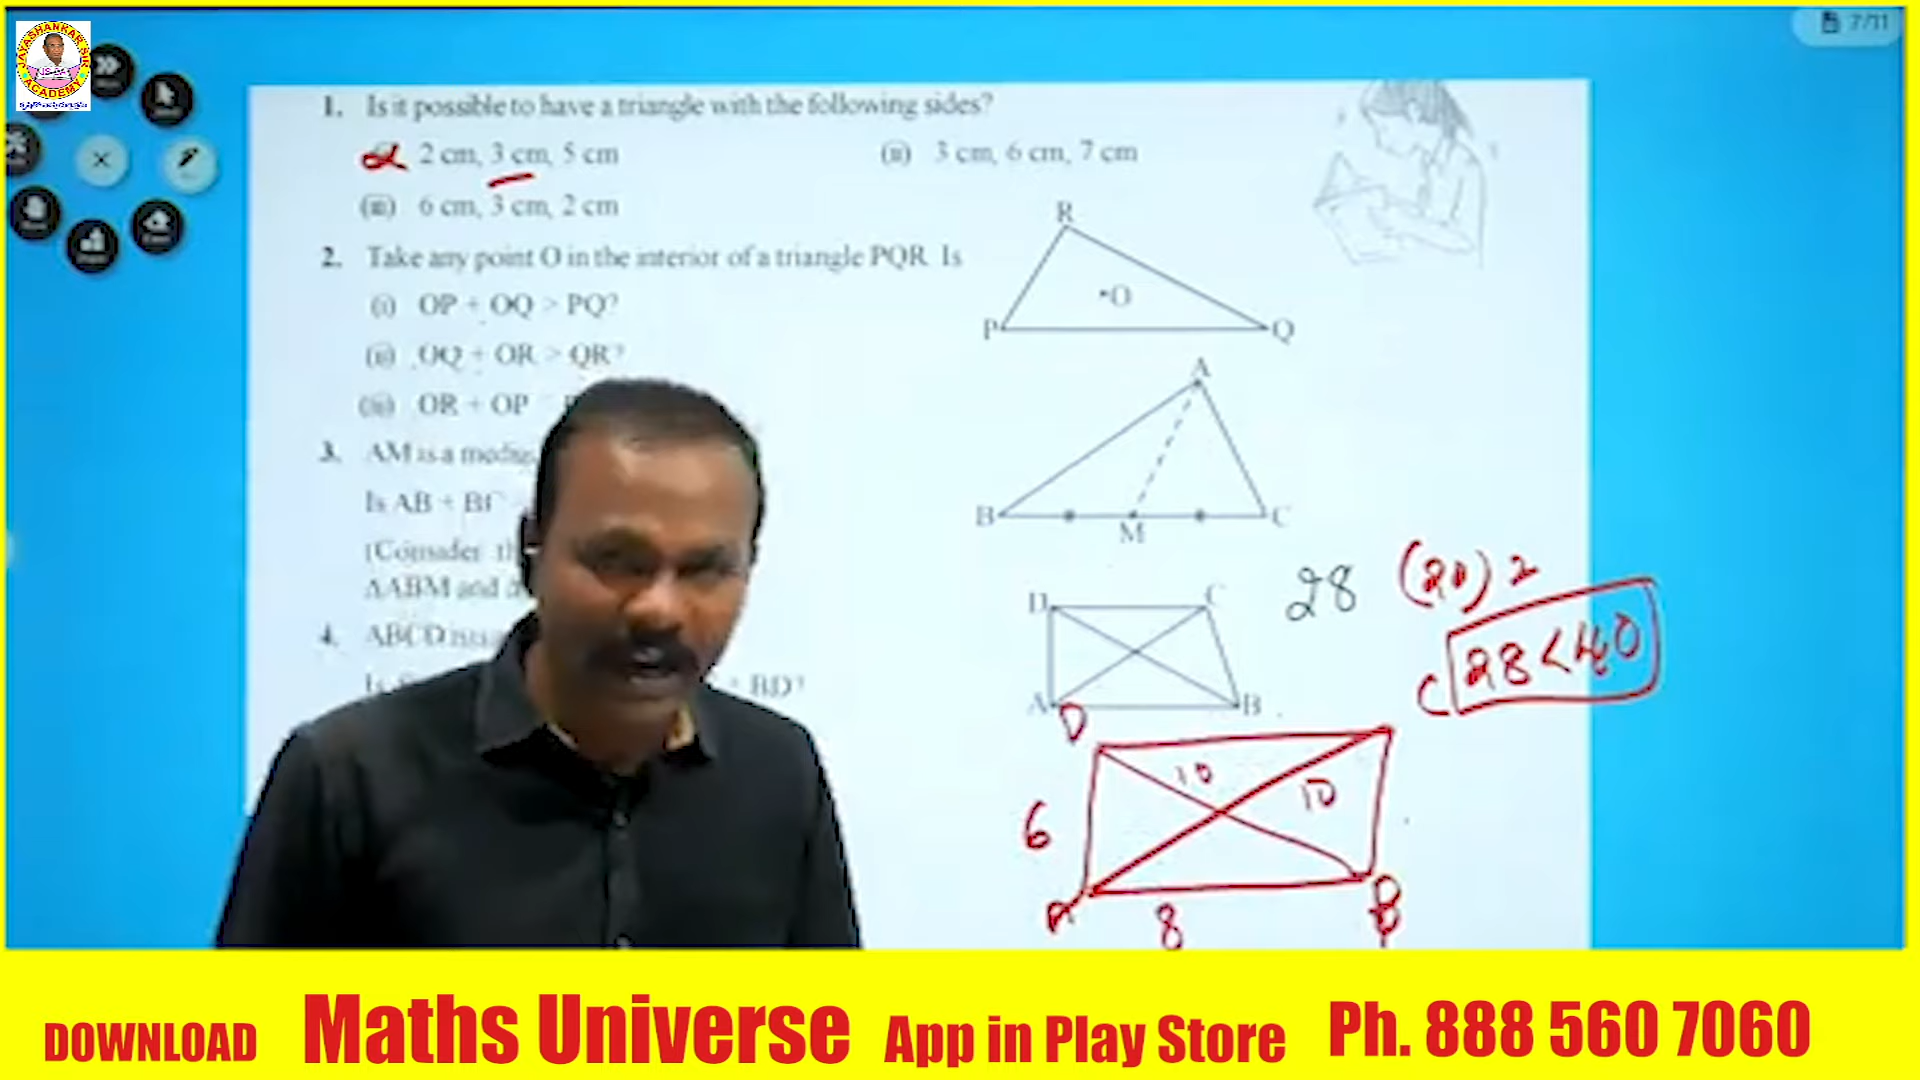 JAYASHANKAR SIR
ACADEMY
7/11
1. Is it possible to have a triangle with the following sides?
2 cm, 3 cm, 5 cm
(ii) 3 cm, 6 cm, 7 cm
(iii) 6 cm, 3 cm, 2 cm
2. Take any point O in the interior of a triangle PQR. Is
(i) OP + OQ > PQ?
(ii) OQ + OR > QR?
(iii) OR + OP
R
O
P
Q
3. AM is a
Is AB + BC
(Consider
ΔABM and
A
B
M
C
4. ABCD is
Is
+ BD?
D
C
A
B
28
(20) 2
28 < 40
C
D
10
10
6
A
8
B
DOWNLOAD Maths Universe App in Play Store Ph. 888 560 7060